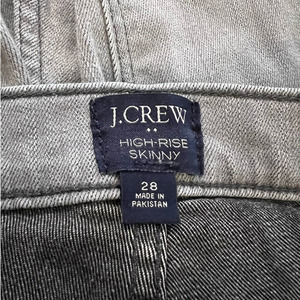 J.CREW
HIGH-RISE
SKINNY
28
MADE IN
PAKISTAN